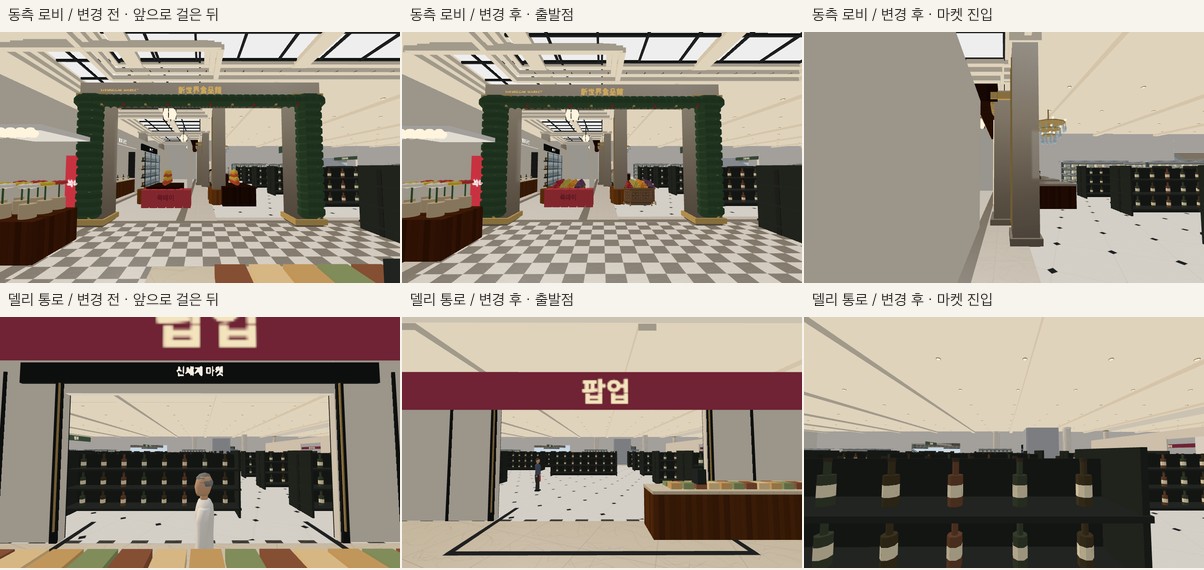 동측 로비 / 변경 전 · 앞으로 걸은 뒤
동측 로비 / 변경 후 · 출발점
동측 로비 / 변경 후 · 마켓 진입
新世界食品館
新世界食品館
델리 통로 / 변경 전 · 앞으로 걸은 뒤
델리 통로 / 변경 후 · 출발점
델리 통로 / 변경 후 · 마켓 진입
팝업
신세계 마켓
팝업